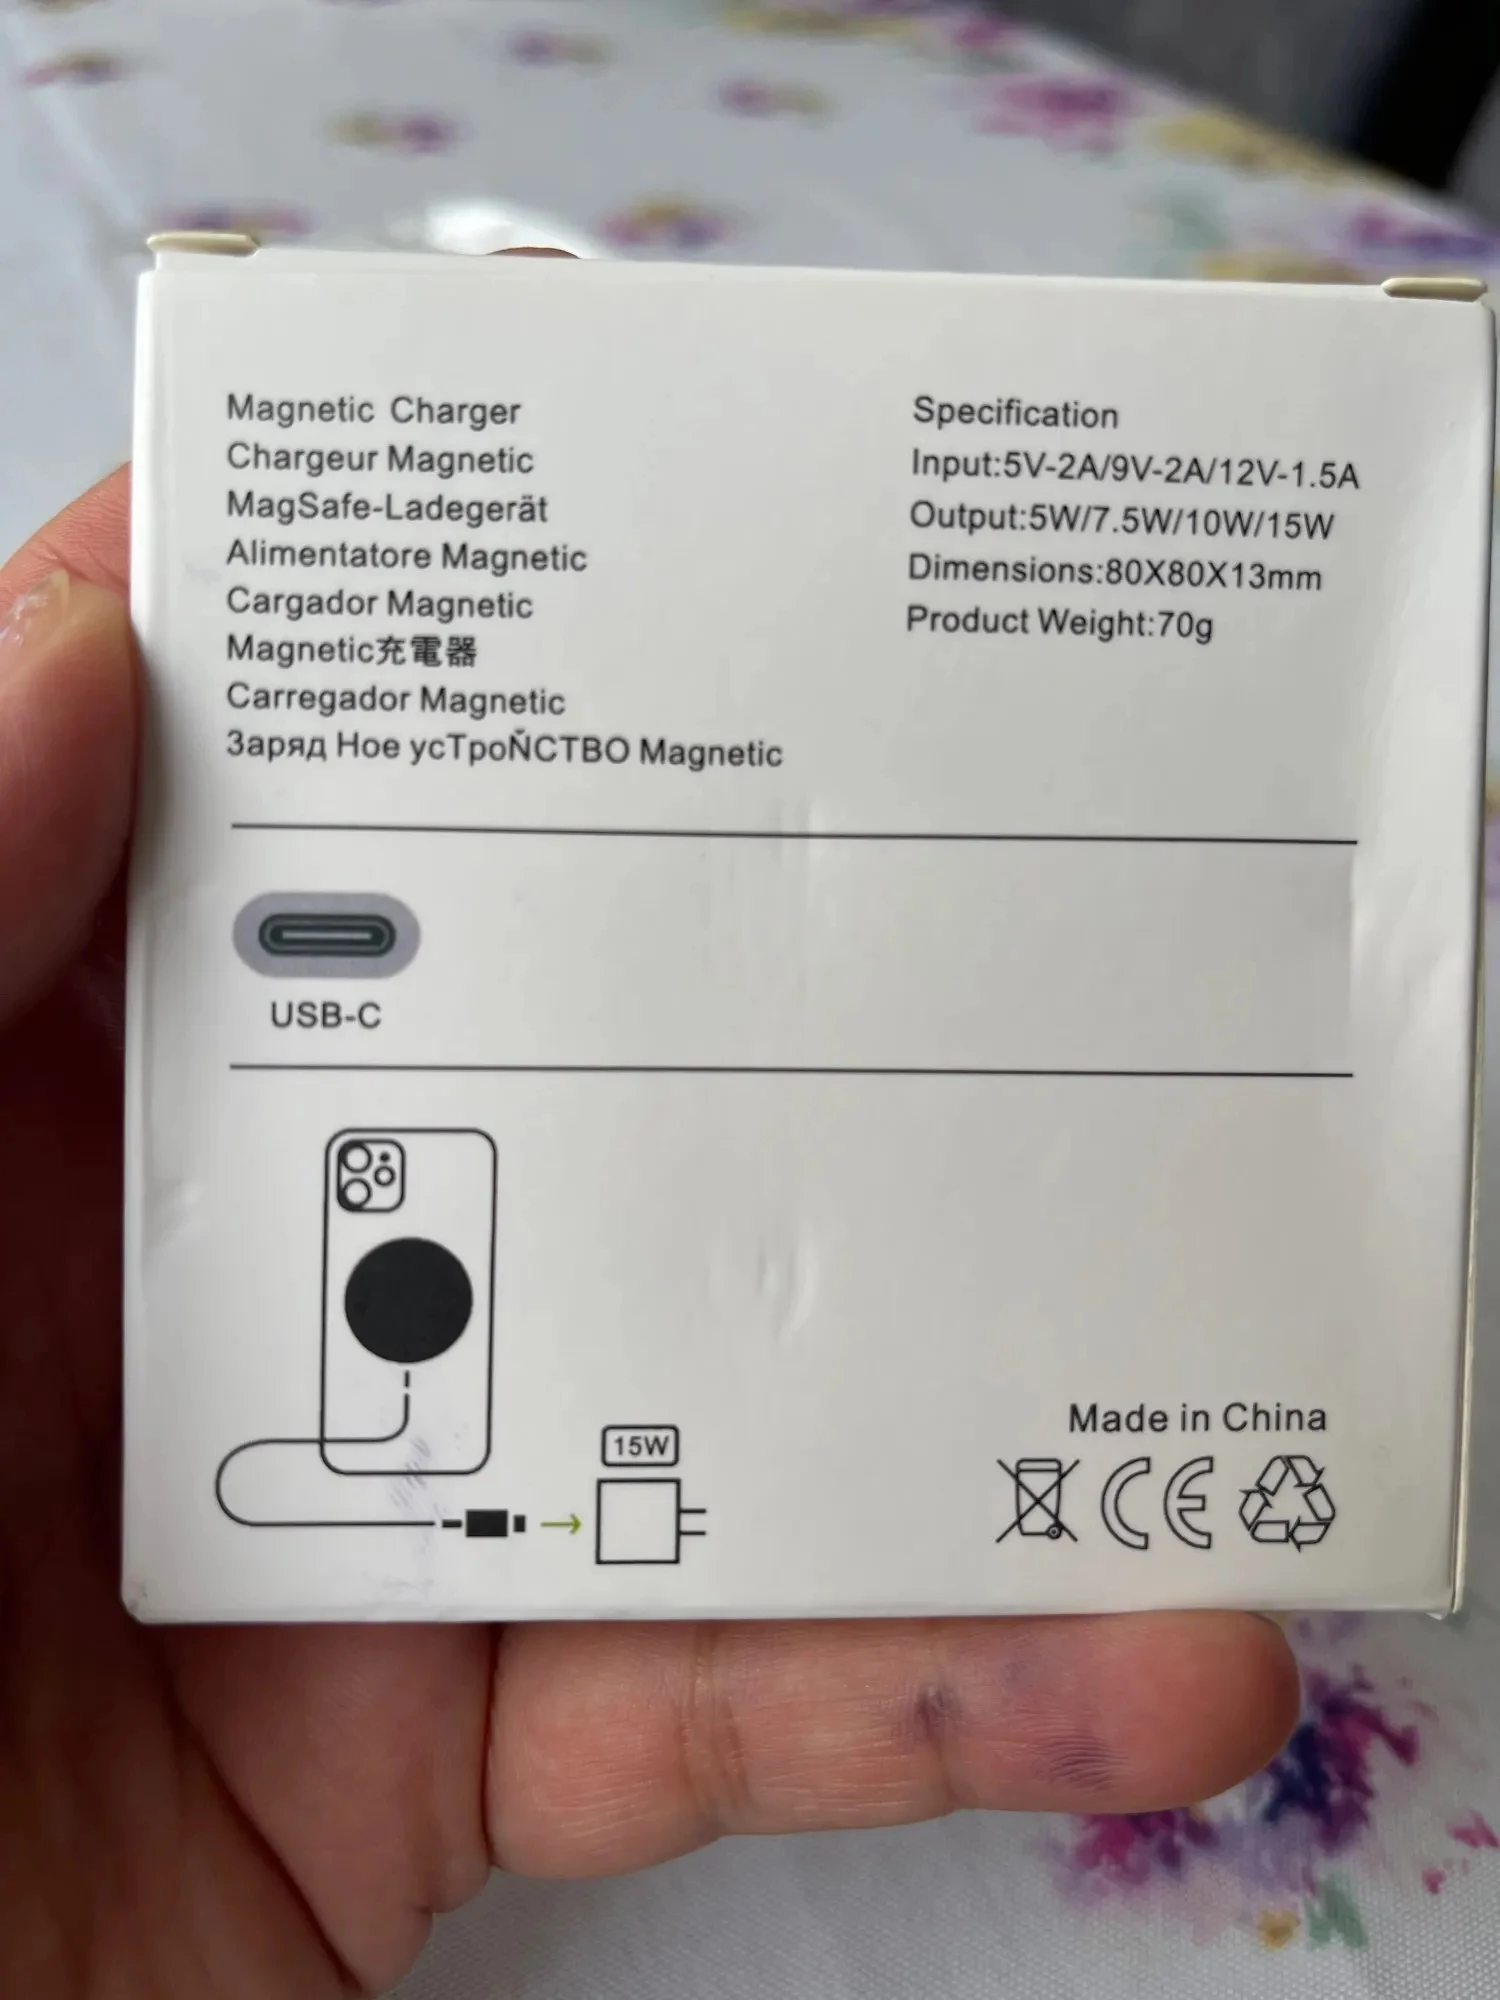 Magnetic Charger
Chargeur Magnetic
MagSafe-Ladegerät
Alimentatore Magnetic
Cargador Magnetic
Magnetic充電器
Carregador Magnetic
Заряд Ное усТроЇСТВО Magnetic
Specification
Input:5V-2A/9V-2A/12V-1.5A
Output:5W/7.5W/10W/15W
Dimensions:80X80X13mm
Product Weight:70g
USB-C
15W
Made in China
CE